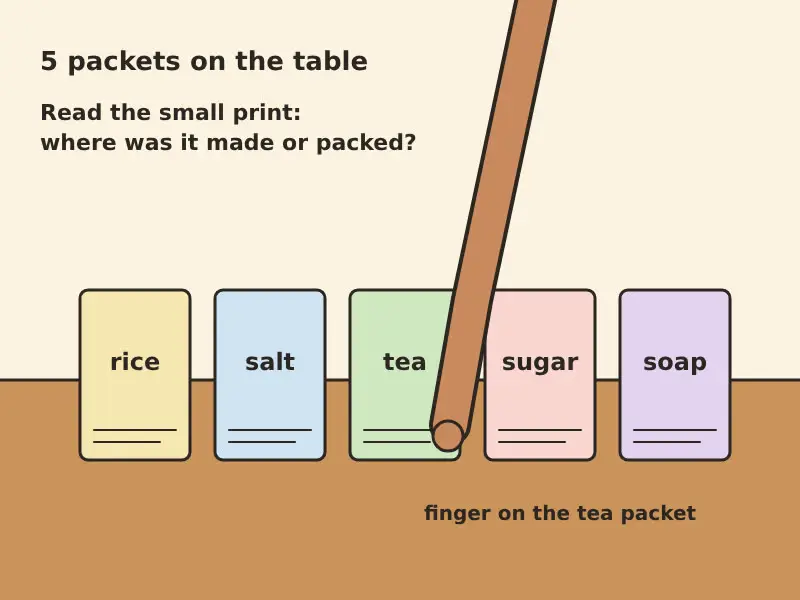 5 packets on the table
Read the small print:
where was it made or packed?
rice
salt
tea
sugar
soap
finger on the tea packet